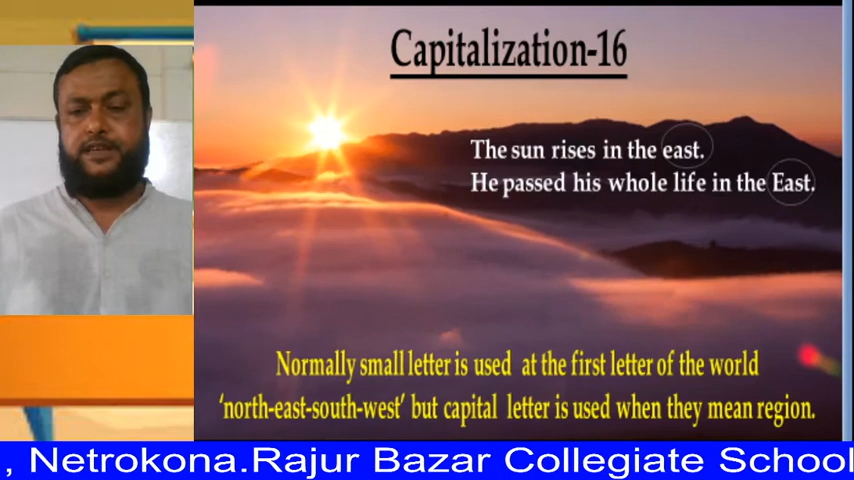 Capitalization-16
The sun rises in the east.
He passed his whole life in the East.
Normally small letter is used at the first letter of the world
'north-east-south-west' but capital letter is used when they mean region.
, Netrokona.Rajur Bazar Collegiate School